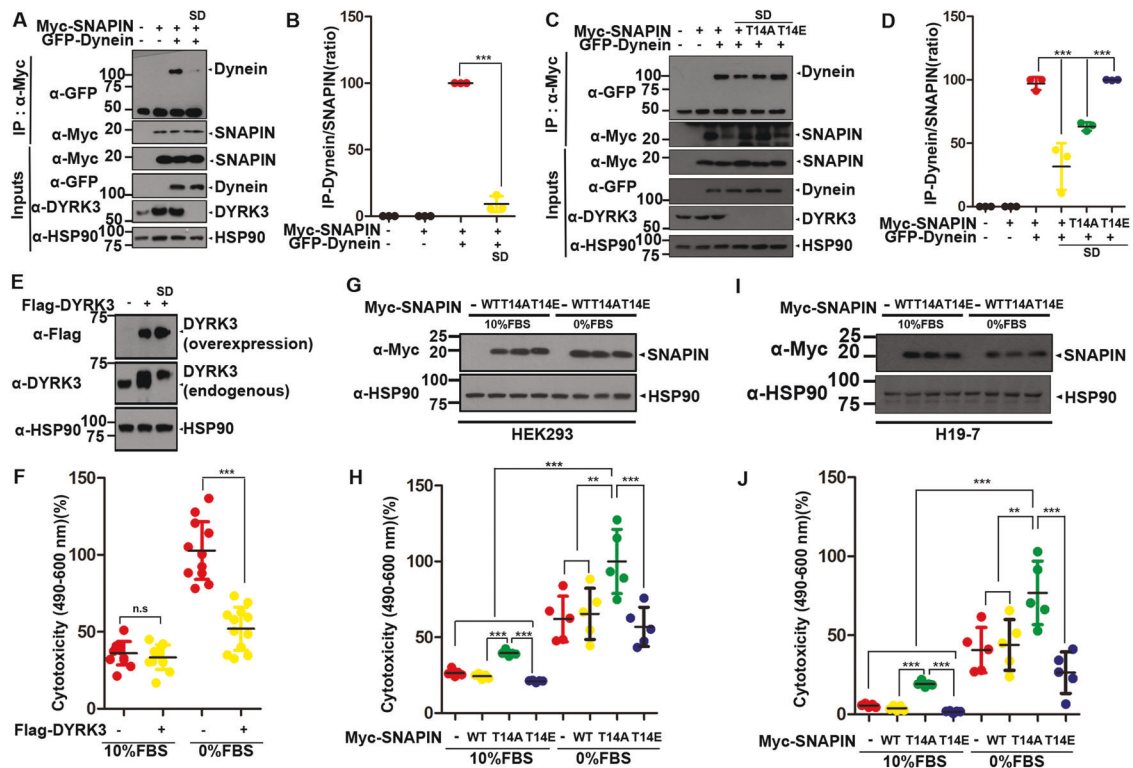 A
SD
Myc-SNAPIN - + + +
GFP-Dynein - - + +
IP : α-Myc
α-GFP
100
50
Dynein
α-Myc
20
SNAPIN
Inputs
α-Myc
20
SNAPIN
α-GFP
100
Dynein
α-DYRK3
50
DYRK3
α-HSP90
100
75
HSP90
B
IP-Dynein/SNAPIN(ratio)
150
100
50
0
***
Myc-SNAPIN - + + +
GFP-Dynein - - + +
SD
C
SD
Myc-SNAPIN - + + + T14A T14E
GFP-Dynein - - + + + +
IP : α-Myc
α-GFP
100
75
50
Dynein
α-Myc
20
SNAPIN
Inputs
α-Myc
20
SNAPIN
α-GFP
100
Dynein
α-DYRK3
75
50
DYRK3
α-HSP90
100
75
HSP90
D
IP-Dynein/SNAPIN(ratio)
150
100
50
0
*** ***
Myc-SNAPIN - + + + T14A T14E
GFP-Dynein - - + + + +
SD
E
SD
Flag-DYRK3 - + +
75
α-Flag
DYRK3
(overexpression)
75
α-DYRK3
DYRK3
(endogenous)
α-HSP90
100
75
HSP90
F
Cytotoxicity (490-600 nm)(%)
150
100
50
0
n.s
***
Flag-DYRK3 - + - +
10%FBS 0%FBS
G
Myc-SNAPIN - WT T14A T14E - WT T14A T14E
10%FBS 0%FBS
25
α-Myc
20
15
SNAPIN
α-HSP90
100
75
HSP90
HEK293
H
Cytotoxicity (490-600 nm)(%)
150
100
50
0
***
** ***
*** ***
Myc-SNAPIN - WT T14A T14E - WT T14A T14E
10%FBS 0%FBS
I
Myc-SNAPIN - WT T14A T14E - WT T14A T14E
10%FBS 0%FBS
25
α-Myc
20
15
SNAPIN
α-HSP90
100
75
HSP90
H19-7
J
Cytotoxicity (490-600 nm)(%)
150
100
50
0
***
** ***
*** ***
Myc-SNAPIN - WT T14A T14E - WT T14A T14E
10%FBS 0%FBS